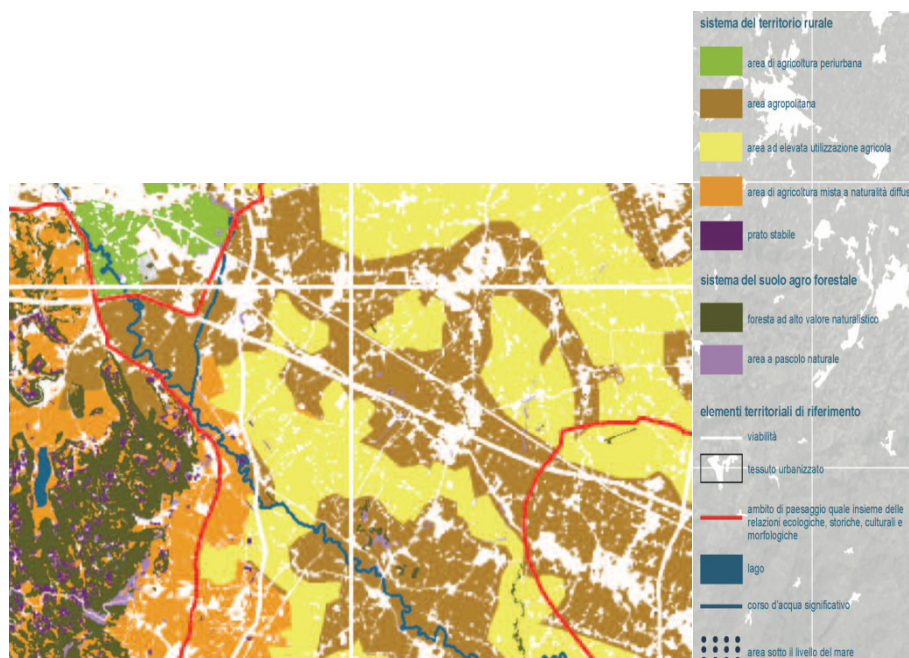 sistema del territorio rurale
area di agricoltura periurbana
area agropolitana
area ad elevata utilizzazione agricola
area di agricoltura mista a naturalità diffus
prato stabile
sistema del suolo agro forestale
foresta ad alto valore naturalistico
area a pascolo naturale
elementi territoriali di riferimento
viabilità
tessuto urbanizzato
ambito di paesaggio quale insieme delle
relazioni ecologiche, storiche, culturali e
morfologiche
lago
corso d'acqua significativo
area sotto il livello del mare